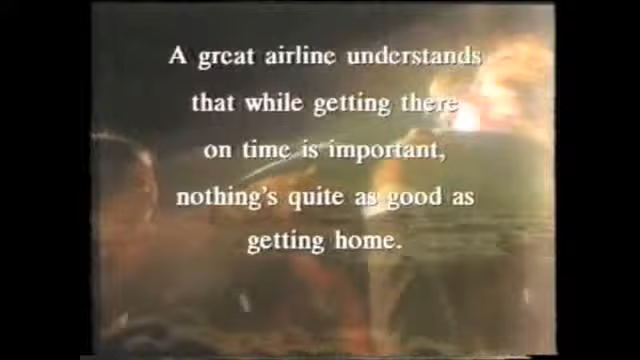 A great airline understands
that while getting there
on time is important,
nothing's quite as good as
getting home.